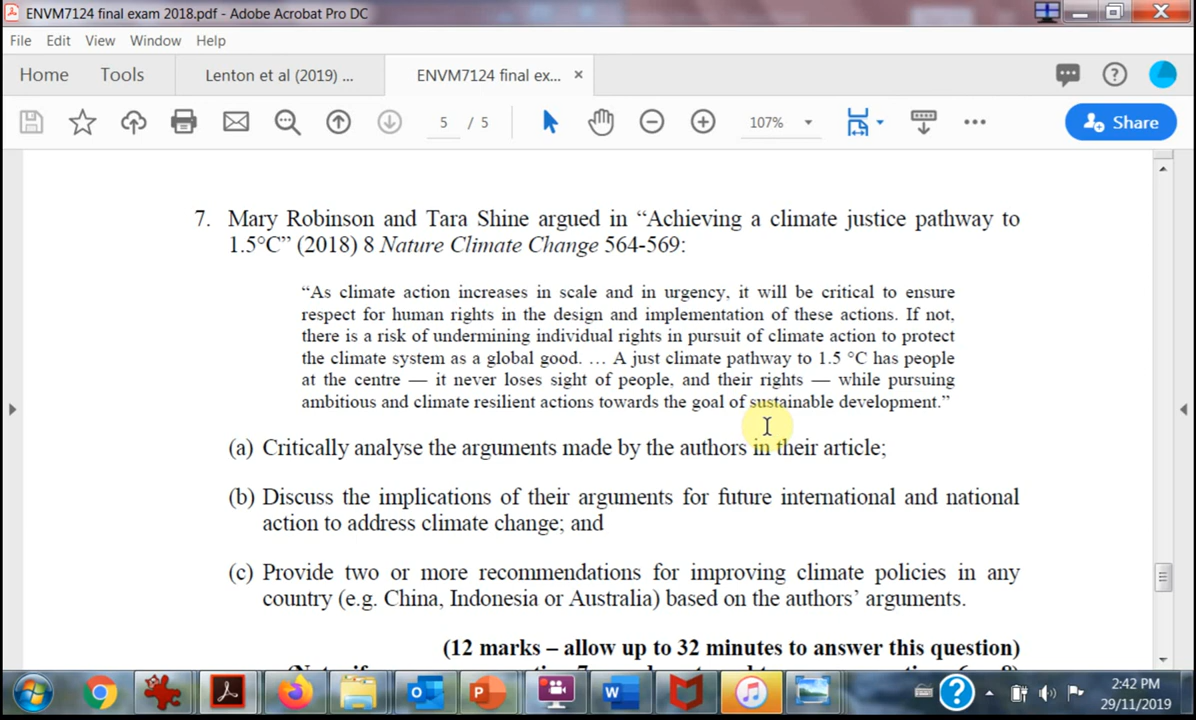 ENVM7124 final exam 2018.pdf - Adobe Acrobat Pro DC
File Edit View Window Help
Home Tools Lenton et al (2019) ... ENVM7124 final ex... ×
5 / 5 107% Share
7. Mary Robinson and Tara Shine argued in “Achieving a climate justice pathway to
1.5°C” (2018) 8 Nature Climate Change 564-569:
“As climate action increases in scale and in urgency, it will be critical to ensure
respect for human rights in the design and implementation of these actions. If not,
there is a risk of undermining individual rights in pursuit of climate action to protect
the climate system as a global good. … A just climate pathway to 1.5 °C has people
at the centre — it never loses sight of people, and their rights — while pursuing
ambitious and climate resilient actions towards the goal of sustainable development.”
(a) Critically analyse the arguments made by the authors in their article;
(b) Discuss the implications of their arguments for future international and national
action to address climate change; and
(c) Provide two or more recommendations for improving climate policies in any
country (e.g. China, Indonesia or Australia) based on the authors’ arguments.
(12 marks – allow up to 32 minutes to answer this question)
2:42 PM
29/11/2019